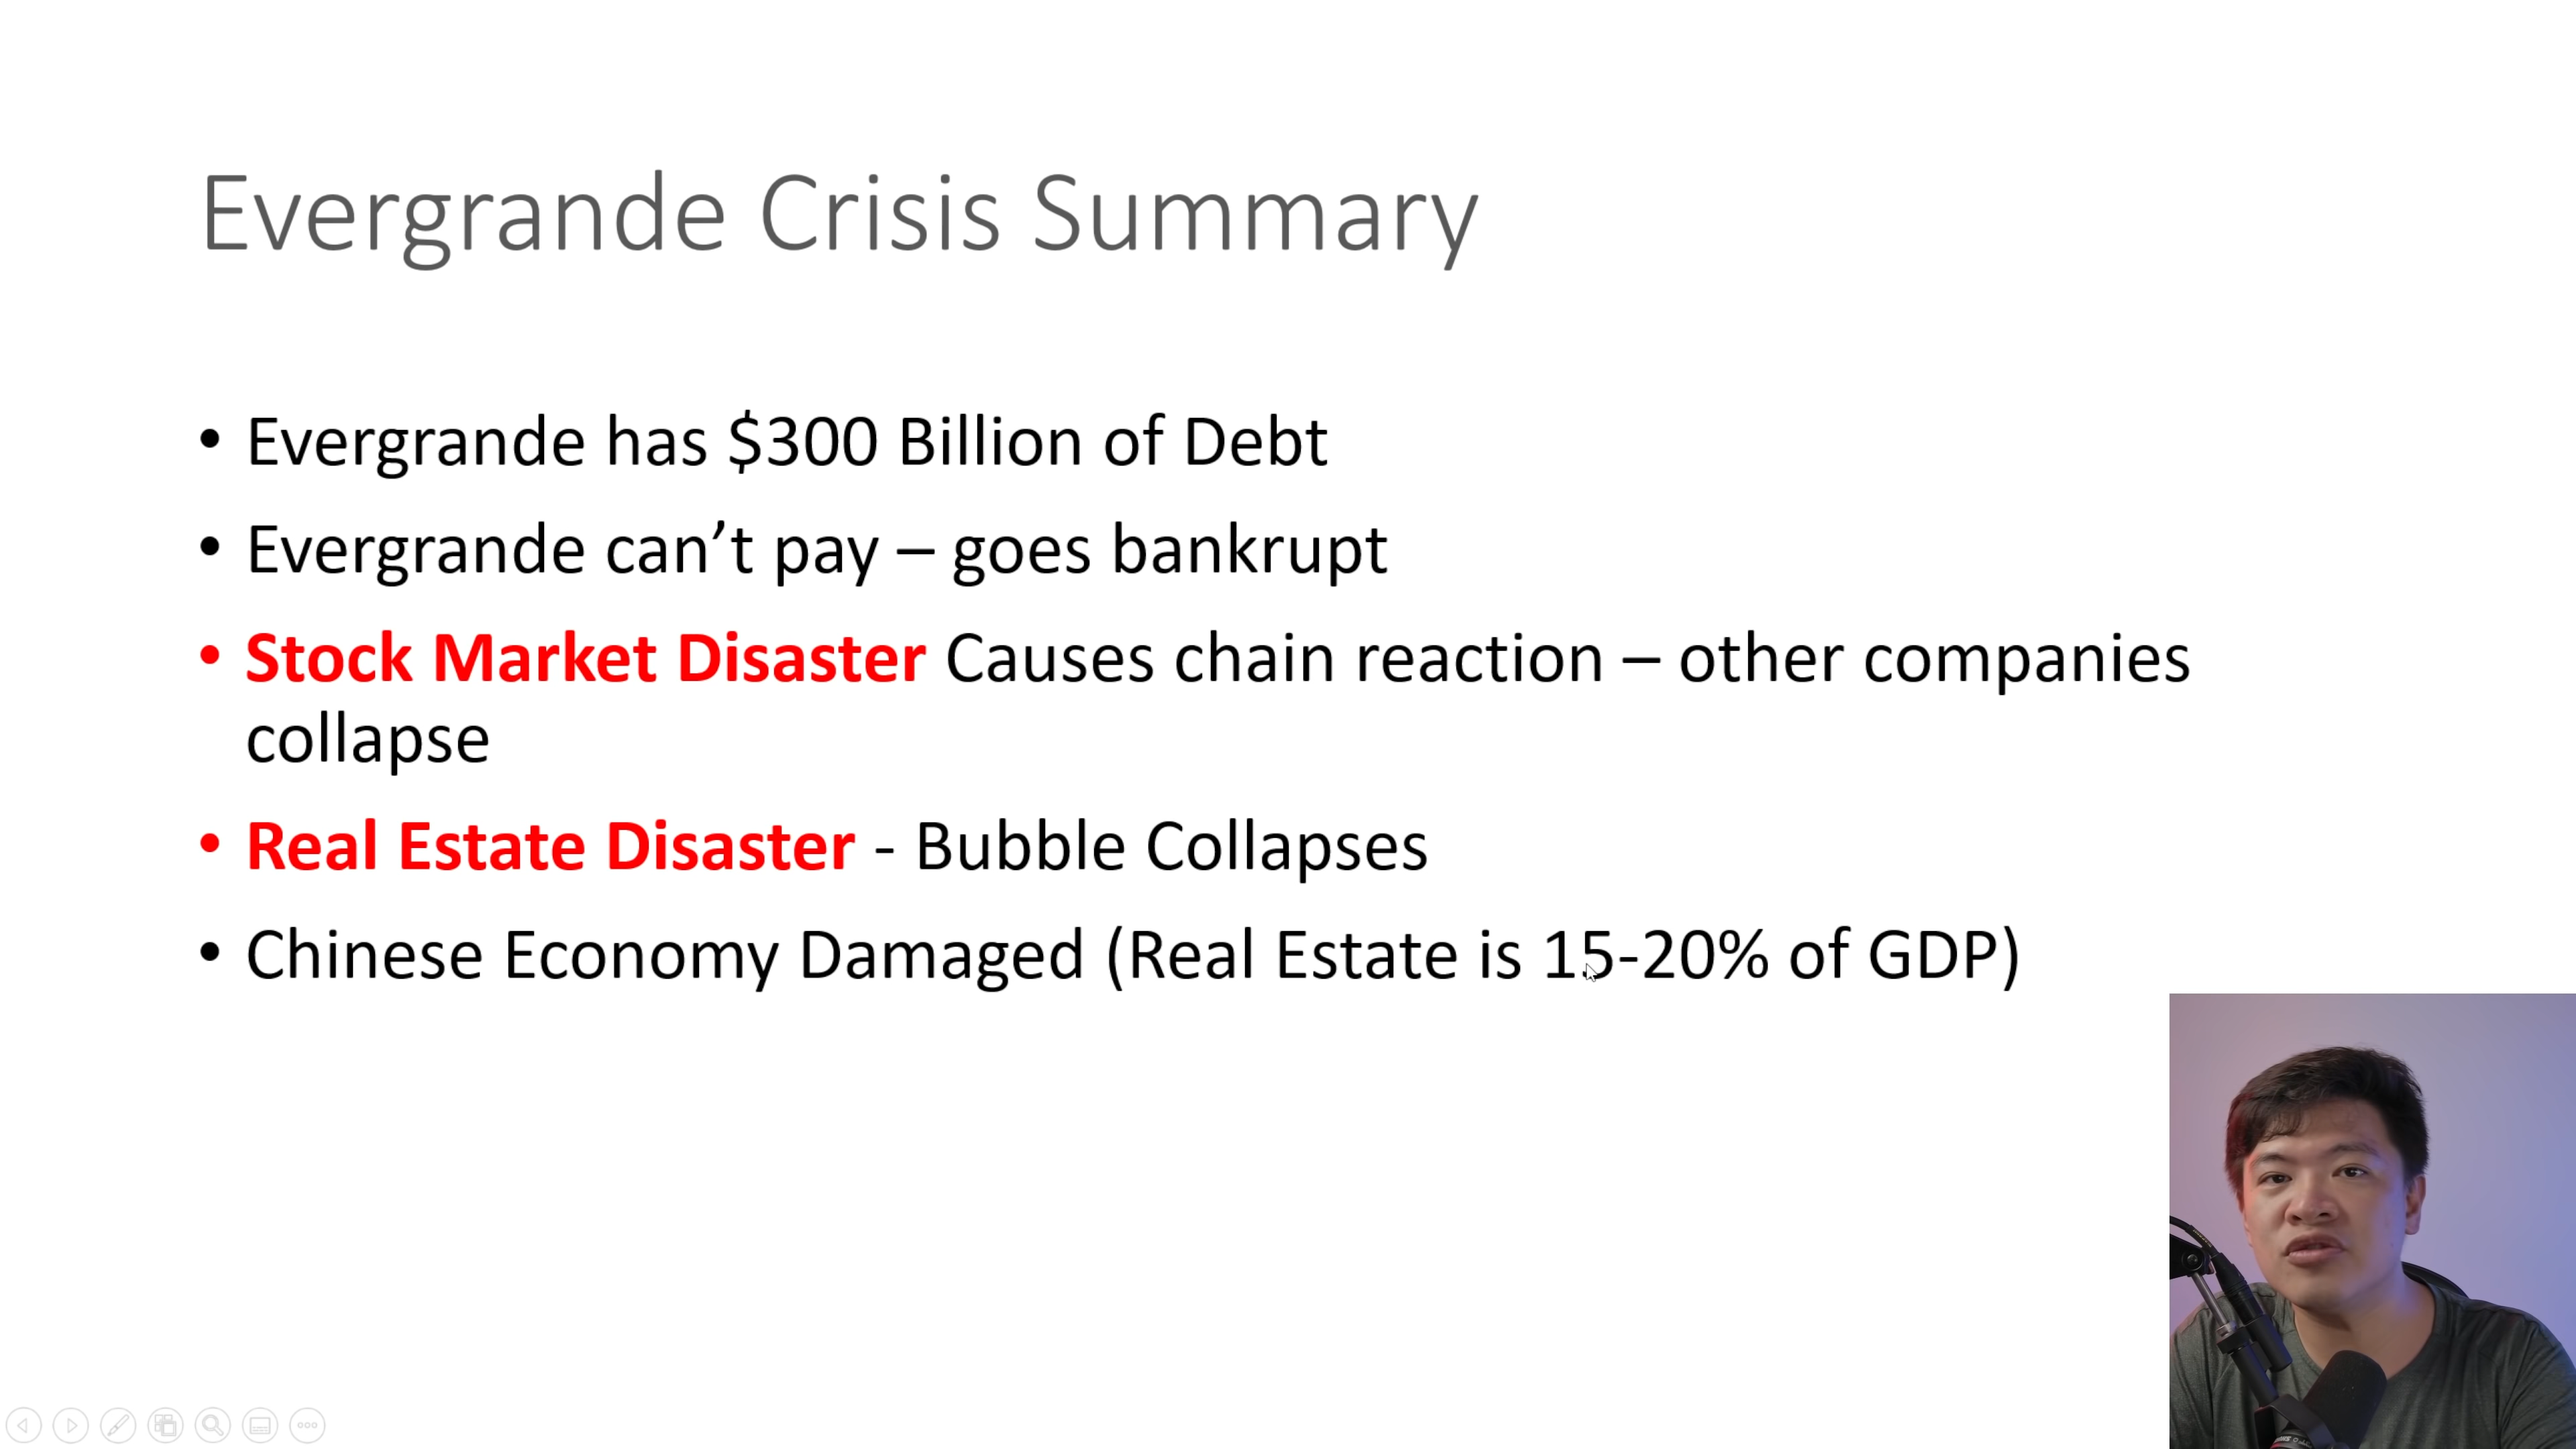 Evergrande Crisis Summary
• Evergrande has $300 Billion of Debt
• Evergrande can’t pay – goes bankrupt
• Stock Market Disaster Causes chain reaction – other companies
collapse
• Real Estate Disaster - Bubble Collapses
• Chinese Economy Damaged (Real Estate is 15-20% of GDP)